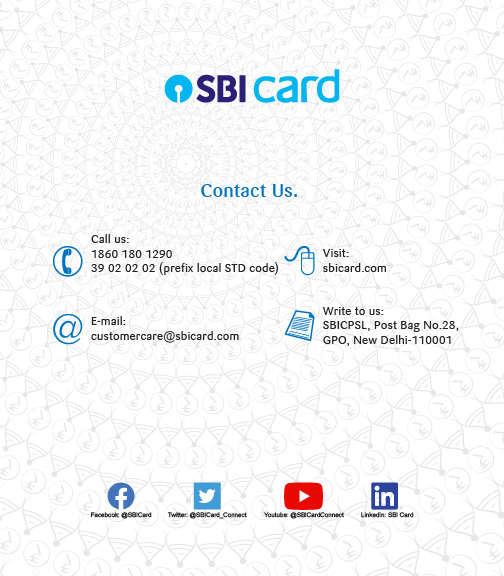 SBI card
Contact Us.
Call us:
1860 180 1290
39 02 02 02 (prefix local STD code)
Visit:
sbicard.com
E-mail:
customercare@sbicard.com
Write to us:
SBICPSL, Post Bag No.28,
GPO, New Delhi-110001
Facebook: @SBICard
Twitter: @SBICard_Connect
Youtube: @SBICardConnect
LinkedIn: SBI Card